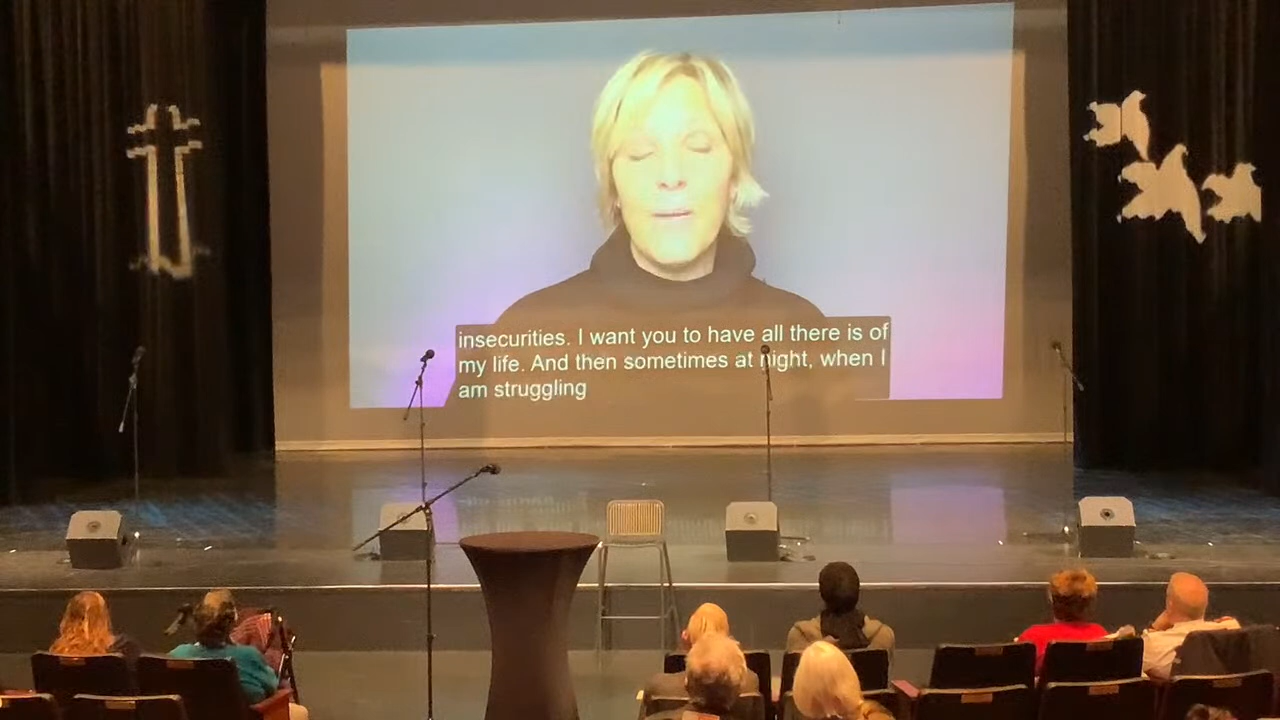 insecurities. I want you to have all there is of
my life. And then sometimes at night, when I
am struggling